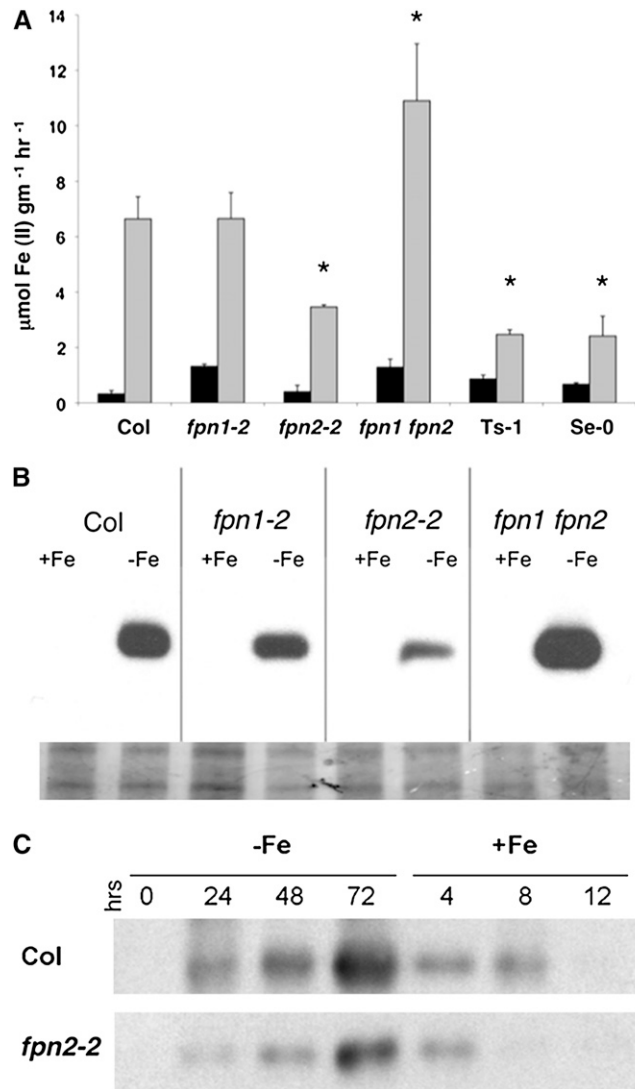 A
14
12
10
8
6
4
2
0
µmol Fe (II) gm -1 hr -1
* * * *
Col fpn1-2 fpn2-2 fpn1 fpn2 Ts-1 Se-0
B
Col fpn1-2 fpn2-2 fpn1 fpn2
+Fe -Fe +Fe -Fe +Fe -Fe +Fe -Fe
C
-Fe +Fe
hrs 0 24 48 72 4 8 12
Col
fpn2-2